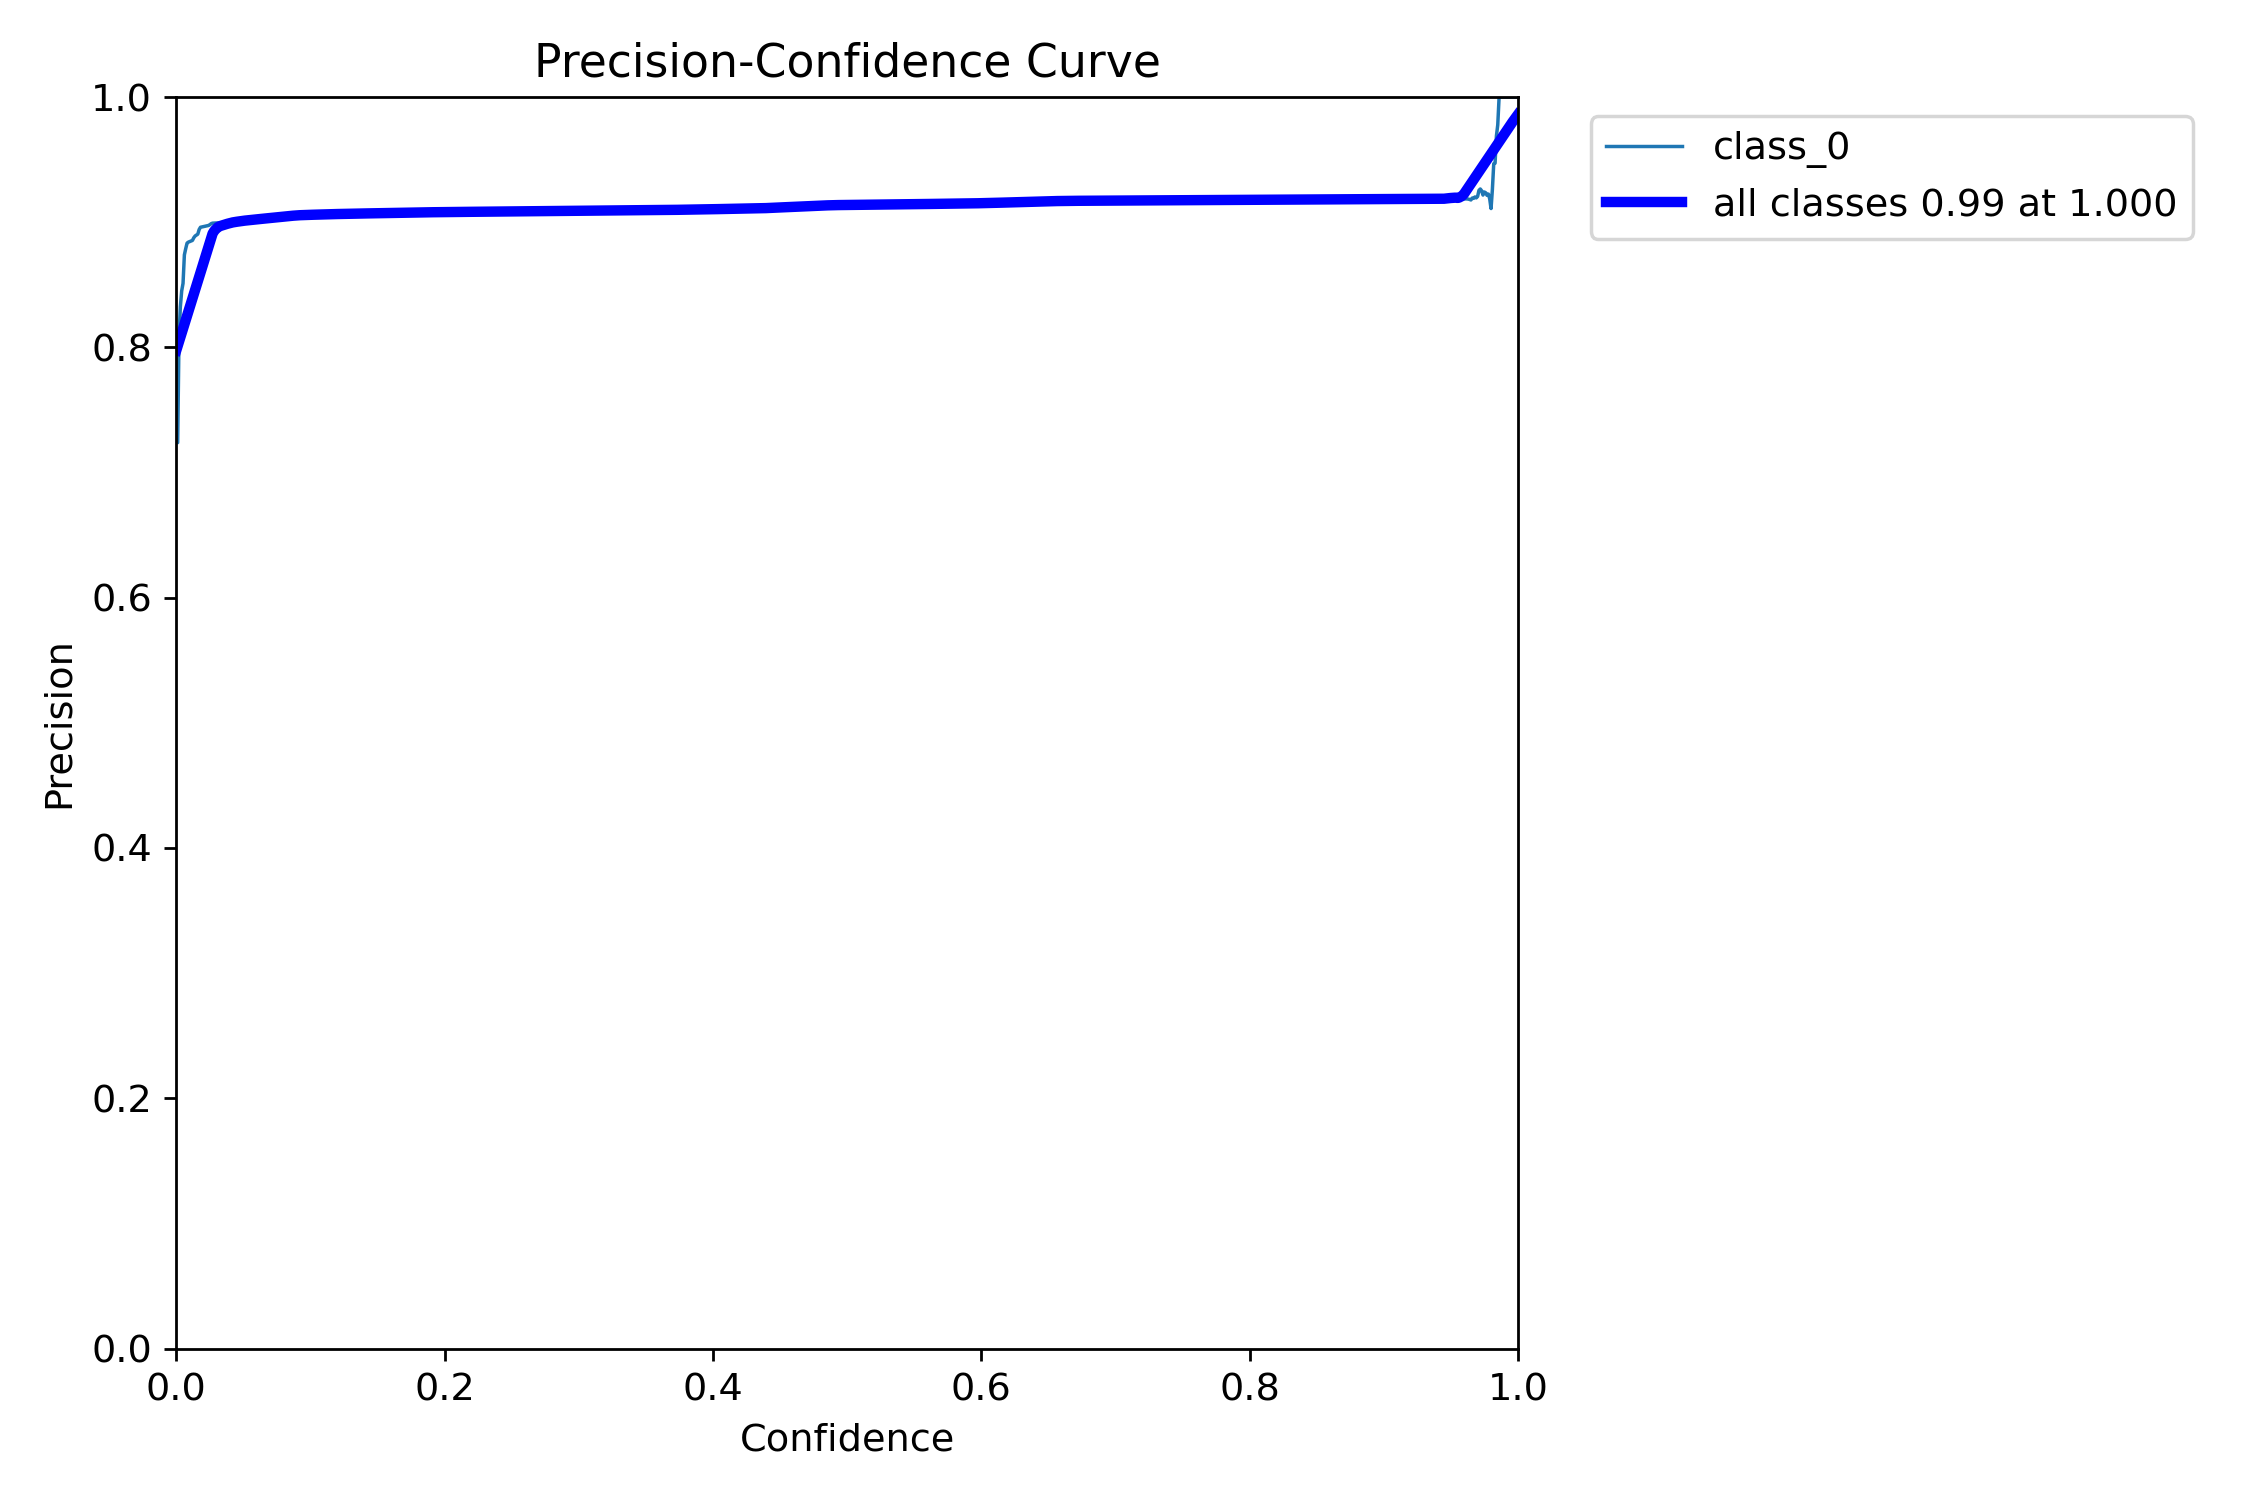 Precision-Confidence Curve
1.0
0.8
0.6
0.4
0.2
0.0
Precision
0.0 0.2 0.4 0.6 0.8 1.0
Confidence
class_0
all classes 0.99 at 1.000